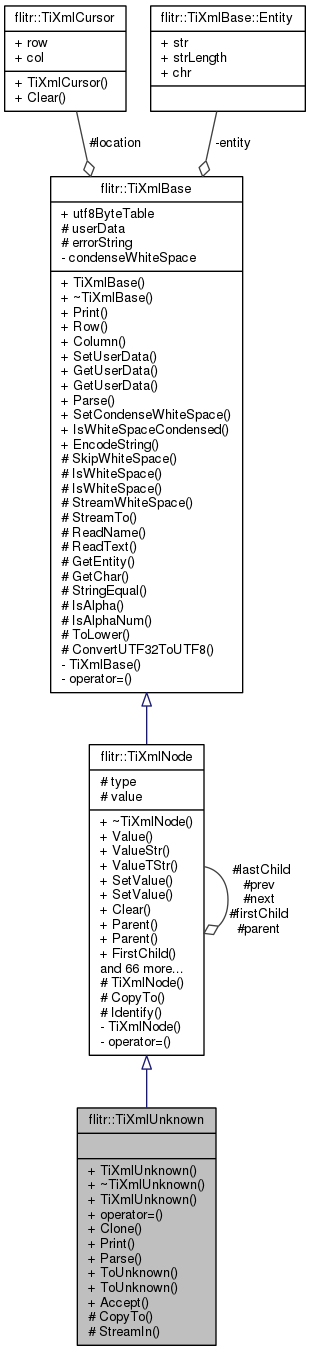 flitr::TiXmlCursor
+ row
+ col
+ TiXmlCursor()
+ Clear()
flitr::TiXmlBase::Entity
+ str
+ strLength
+ chr
#location
-entity
flitr::TiXmlBase
+ utf8ByteTable
# userData
# errorString
- condenseWhiteSpace
+ TiXmlBase()
+ ~TiXmlBase()
+ Print()
+ Row()
+ Column()
+ SetUserData()
+ GetUserData()
+ GetUserData()
+ Parse()
+ SetCondenseWhiteSpace()
+ IsWhiteSpaceCondensed()
+ EncodeString()
# SkipWhiteSpace()
# IsWhiteSpace()
# IsWhiteSpace()
# StreamWhiteSpace()
# StreamTo()
# ReadName()
# ReadText()
# GetEntity()
# GetChar()
# StringEqual()
# IsAlpha()
# IsAlphaNum()
# ToLower()
# ConvertUTF32ToUTF8()
- TiXmlBase()
- operator=()
flitr::TiXmlNode
# type
# value
+ ~TiXmlNode()
+ Value()
+ ValueStr()
+ ValueTStr()
+ SetValue()
+ SetValue()
+ Clear()
+ Parent()
+ Parent()
+ FirstChild()
and 66 more...
# TiXmlNode()
# CopyTo()
# Identify()
- TiXmlNode()
- operator=()
#lastChild
#prev
#next
#firstChild
#parent
flitr::TiXmlUnknown
+ TiXmlUnknown()
+ ~TiXmlUnknown()
+ TiXmlUnknown()
+ operator=()
+ Clone()
+ Print()
+ Parse()
+ ToUnknown()
+ ToUnknown()
+ Accept()
# CopyTo()
# StreamIn()